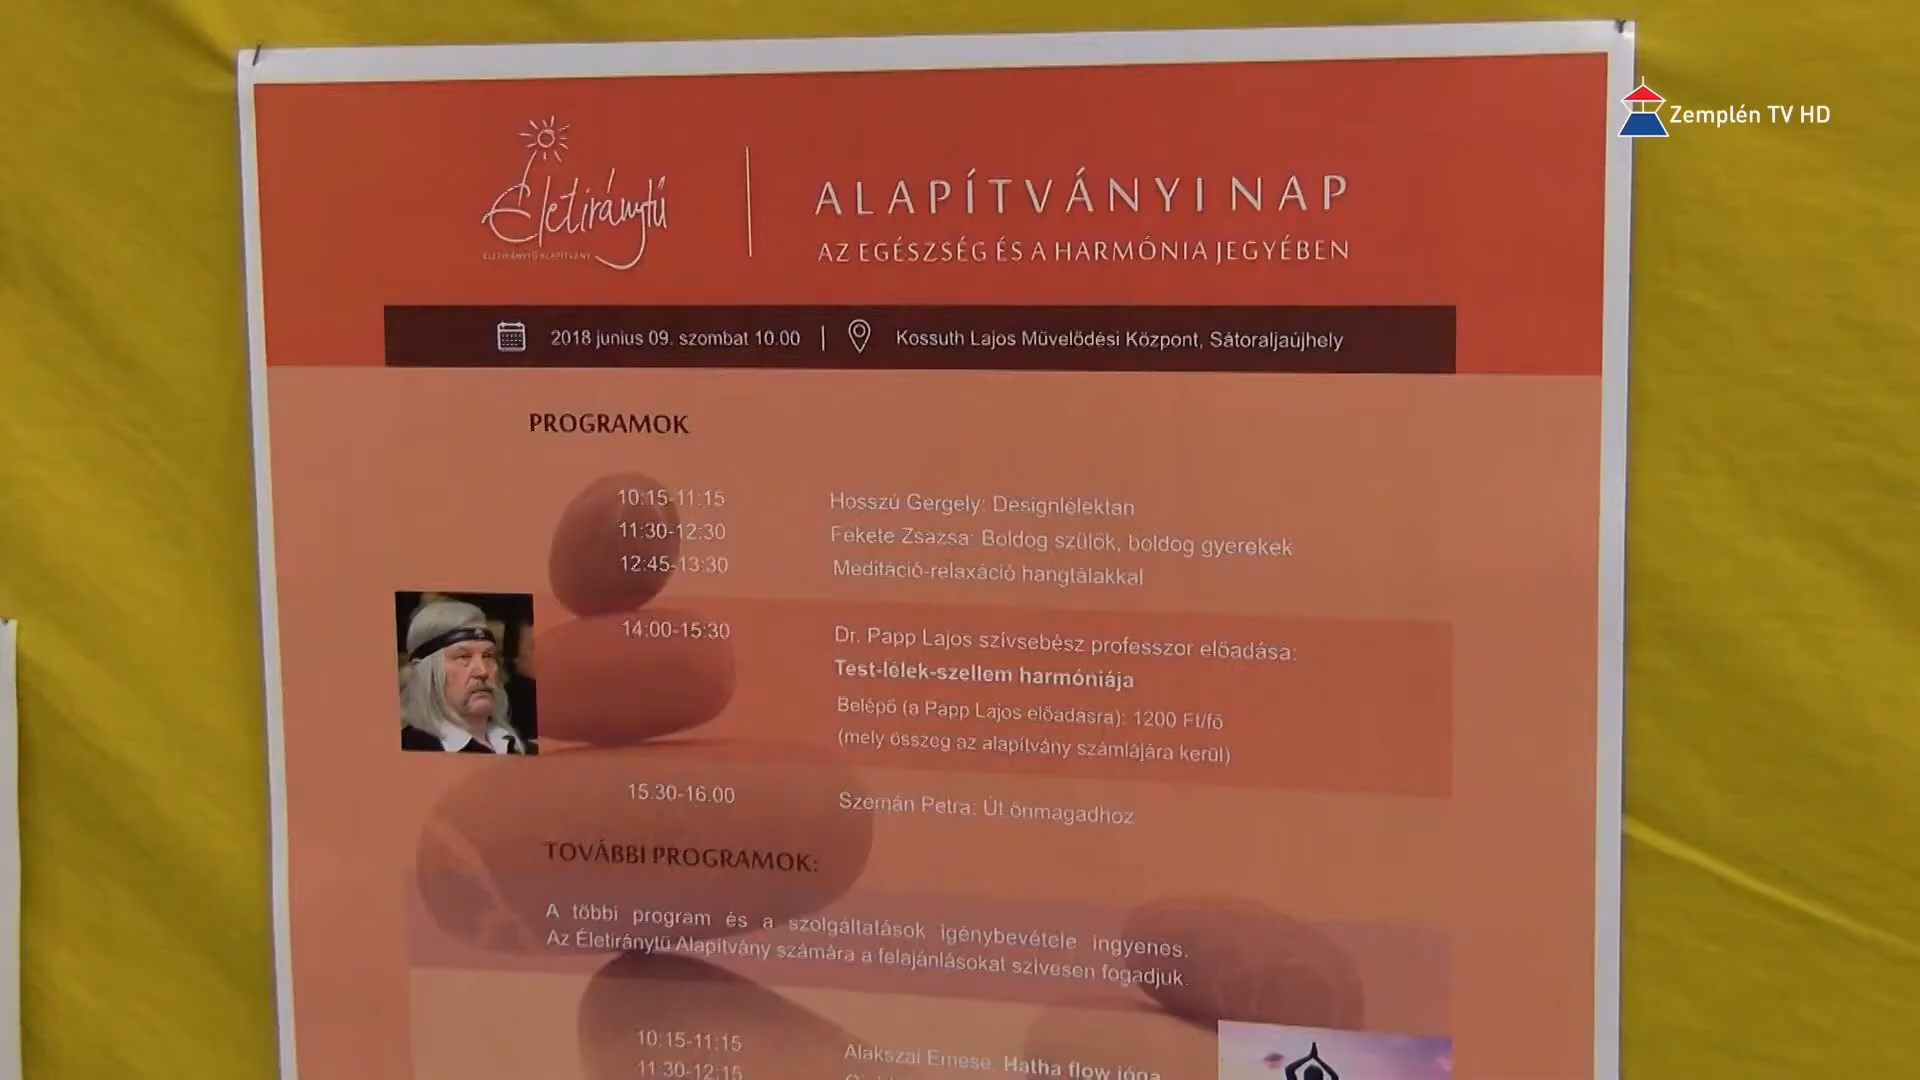 Zemplén TV HD
Életiránytű
ÉLETIRÁNYTŰ ALAPÍTVÁNY
ALAPÍTVÁNYI NAP
AZ EGÉSZSÉG ÉS A HARMÓNIA JEGYÉBEN
2018 junius 09. szombat 10.00 | Kossuth Lajos Művelődési Központ, Sátoraljaújhely
PROGRAMOK
10:15-11:15 Hosszú Gergely: Designlélektan
11:30-12:30 Fekete Zsazsa: Boldog szülők, boldog gyerekek
12:45-13:30 Meditáció-relaxáció hangtálakkal
14:00-15:30 Dr. Papp Lajos szívsebész professzor előadása:
Test-lélek-szellem harmóniája
Belépő (a Papp Lajos előadásra): 1200 Ft/fő
(mely összeg az alapítvány számlájára kerül)
15.30-16.00 Szemán Petra: Út önmagadhoz
TOVÁBBI PROGRAMOK:
A többi program és a szolgáltatások igénybevétele ingyenes.
Az Életiránytű Alapítvány számára a felajánlásokat szivesen fogadjuk.
10:15-11:15 Alakszai Emese: Hatha flow jóga
11:30-12:15